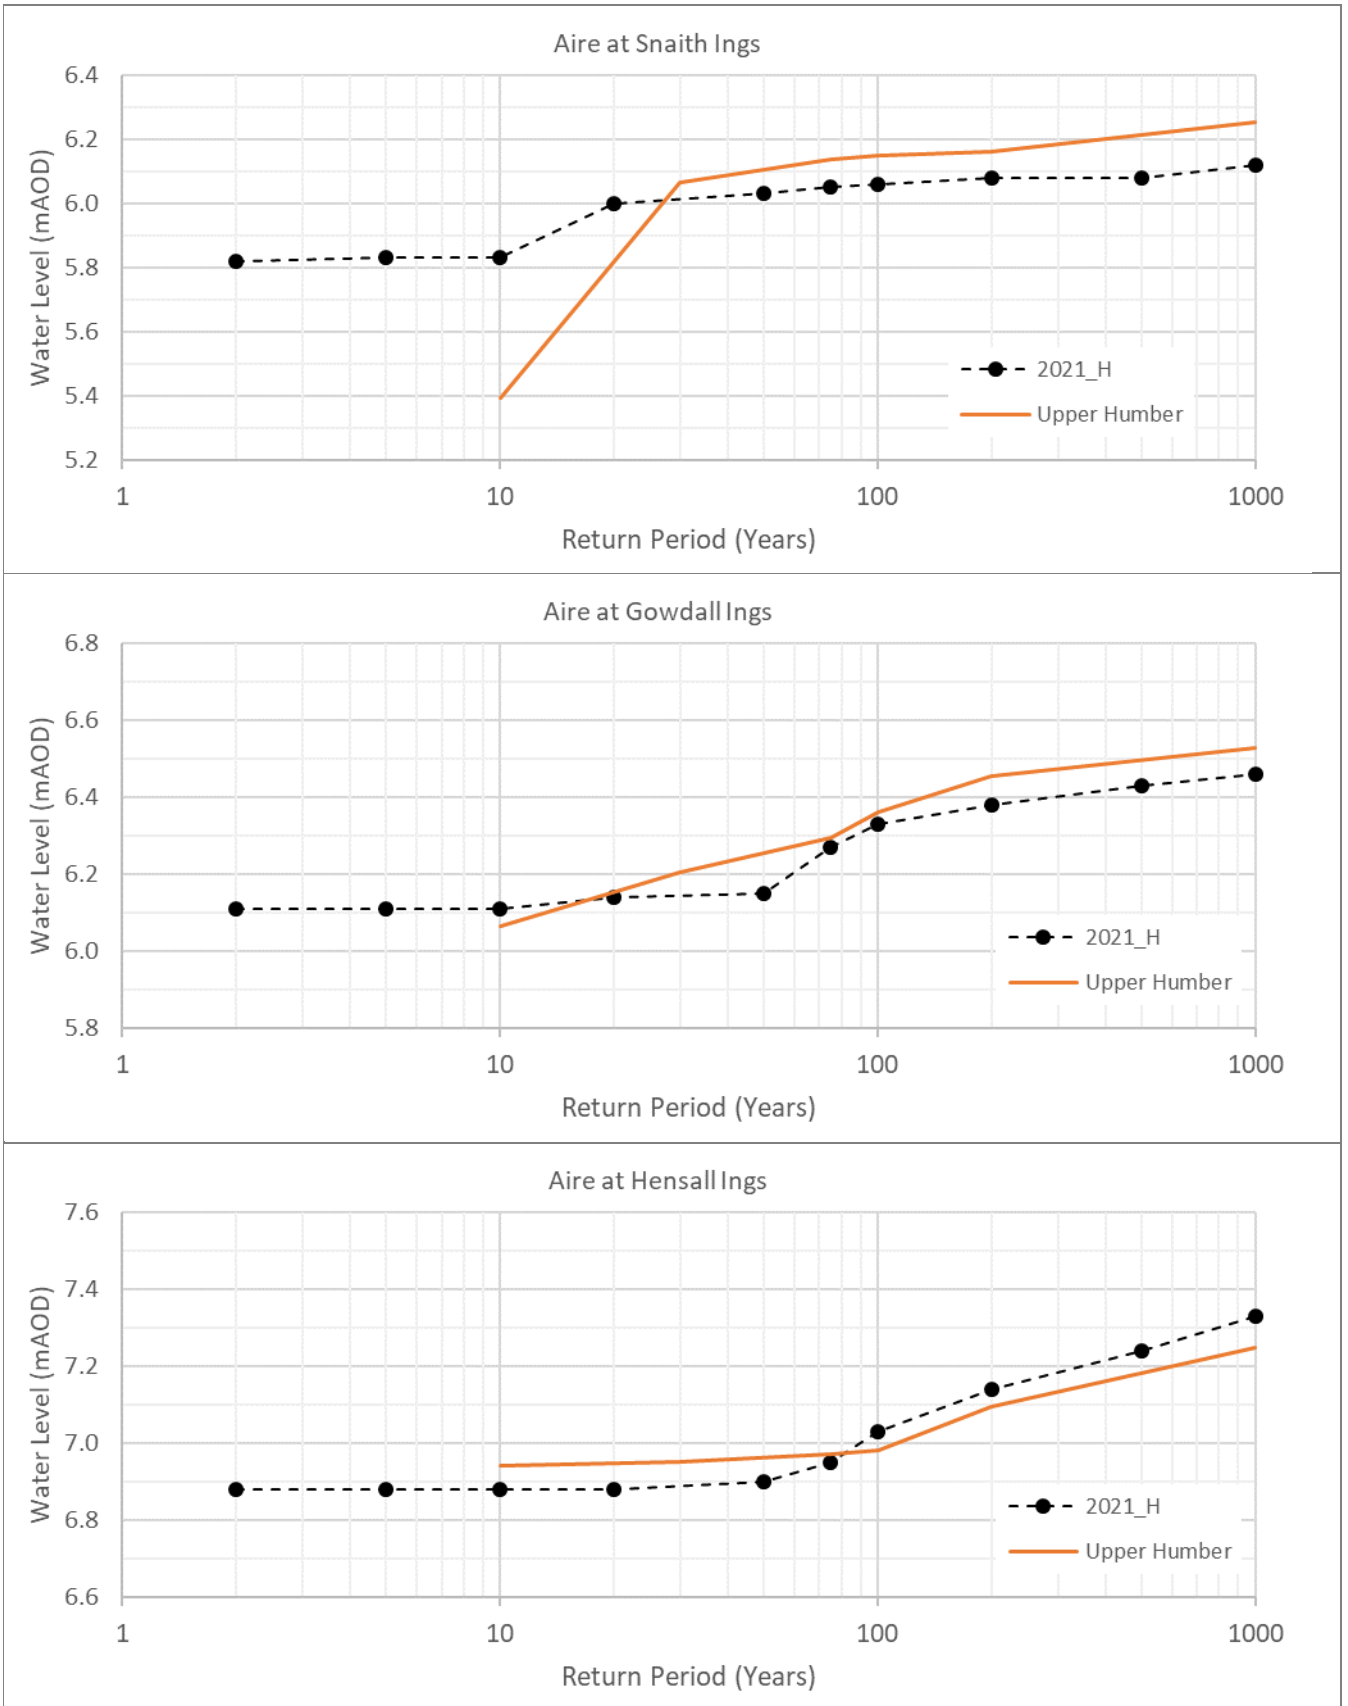 Aire at Snaith Ings
6.4
6.2
6.0
5.8
5.6
5.4
5.2
Water Level (mAOD)
2021_H
Upper Humber
1 10 100 1000
Return Period (Years)
Aire at Gowdall Ings
6.8
6.6
6.4
6.2
6.0
5.8
Water Level (mAOD)
2021_H
Upper Humber
1 10 100 1000
Return Period (Years)
Aire at Hensall Ings
7.6
7.4
7.2
7.0
6.8
6.6
Water Level (mAOD)
2021_H
Upper Humber
1 10 100 1000
Return Period (Years)